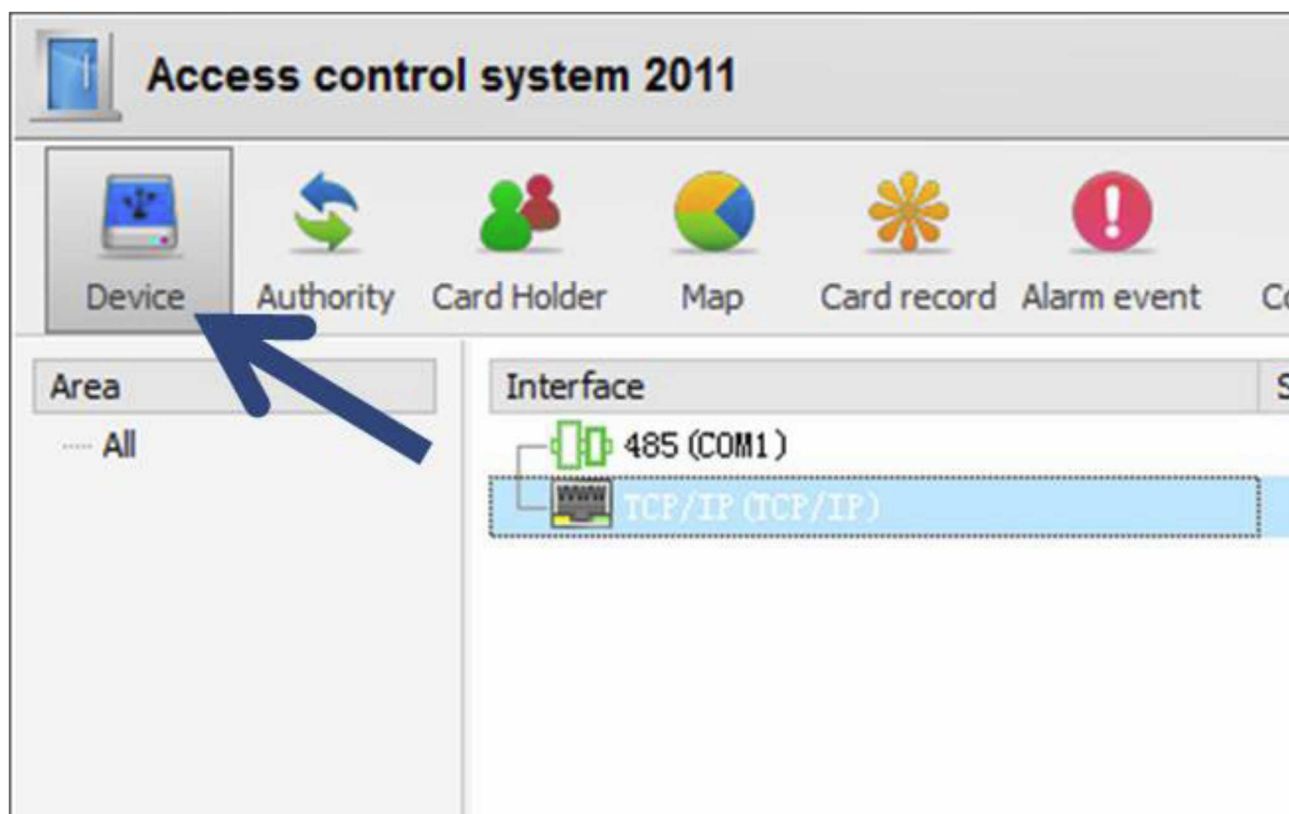 Access control system 2011
Device Authority Card Holder Map Card record Alarm event
Area Interface
All
485 (COM1)
TCP/IP (TCP/IP)